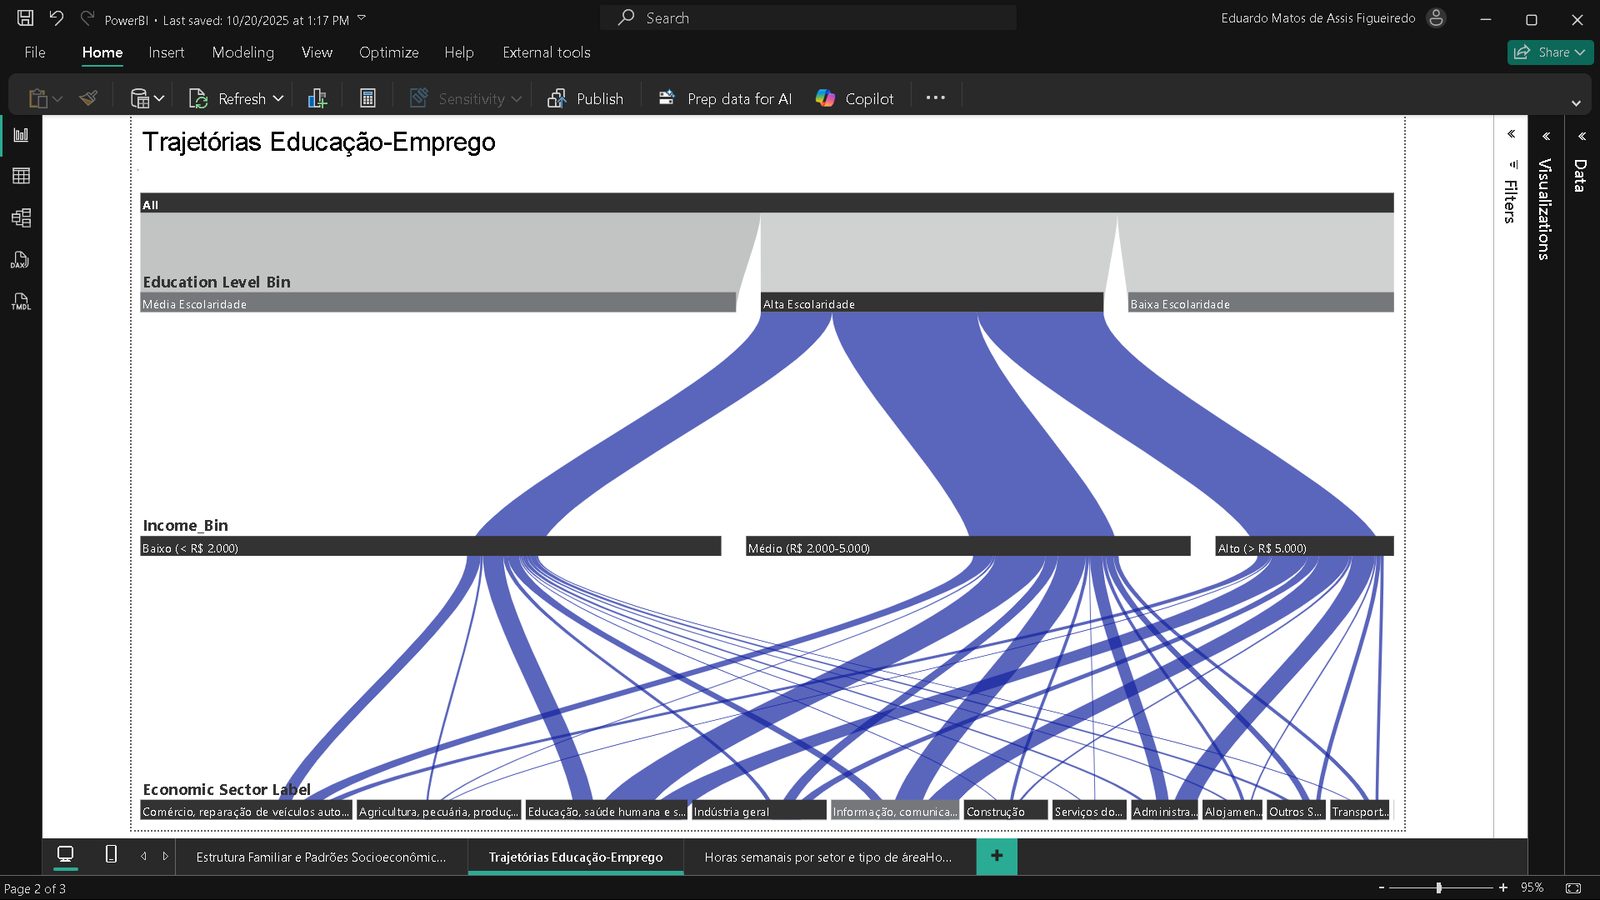 PowerBI • Last saved: 10/20/2025 at 1:17 PM
Search
Eduardo Matos de Assis Figueiredo
File Home Insert Modeling View Optimize Help External tools
Share
Refresh
Sensitivity
Publish
Prep data for AI
Copilot
DAX
TMDL
Trajetórias Educação-Emprego
All
Education Level Bin
Média Escolaridade
Alta Escolaridade
Baixa Escolaridade
Income_Bin
Baixo (< R$ 2.000)
Médio (R$ 2.000-5.000)
Alto (> R$ 5.000)
Economic Sector Label
Comércio, reparação de veículos auto...
Agricultura, pecuária, produç...
Educação, saúde humana e s...
Indústria geral
Informação, comunica...
Construção
Serviços do...
Administra...
Alojamen...
Outros S...
Transport...
Filters
Visualizations
Data
Estrutura Familiar e Padrões Socioeconômic...
Trajetórias Educação-Emprego
Horas semanais por setor e tipo de áreaHo...
Page 2 of 3
95%